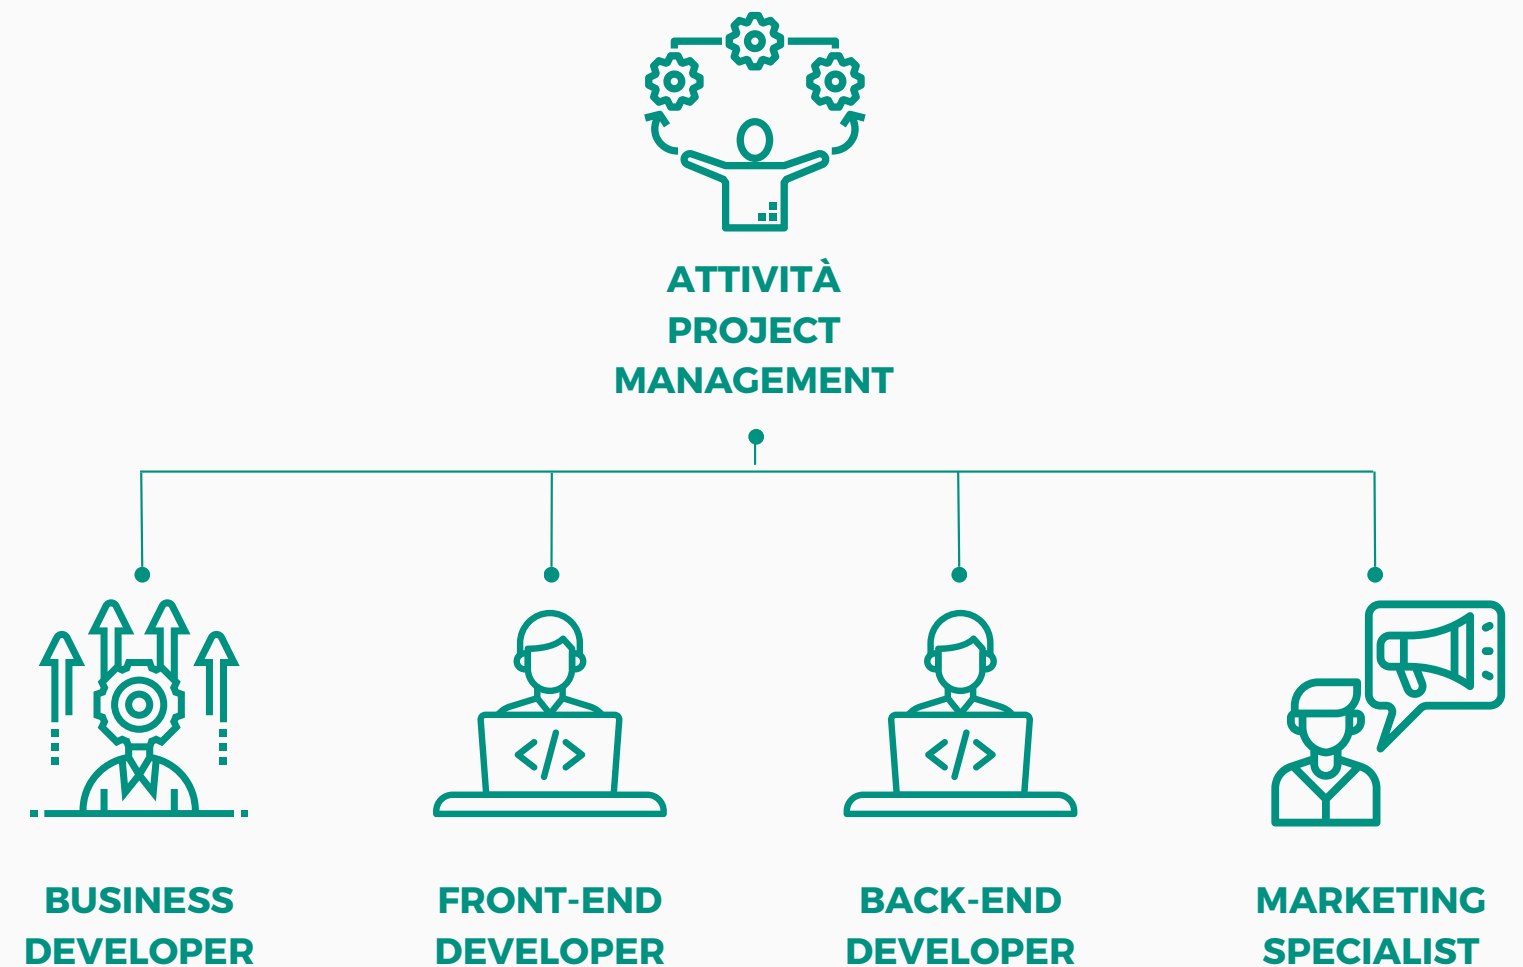 ATTIVITÀ
PROJECT
MANAGEMENT
</>
</>
BUSINESS
DEVELOPER
FRONT-END
DEVELOPER
BACK-END
DEVELOPER
MARKETING
SPECIALIST